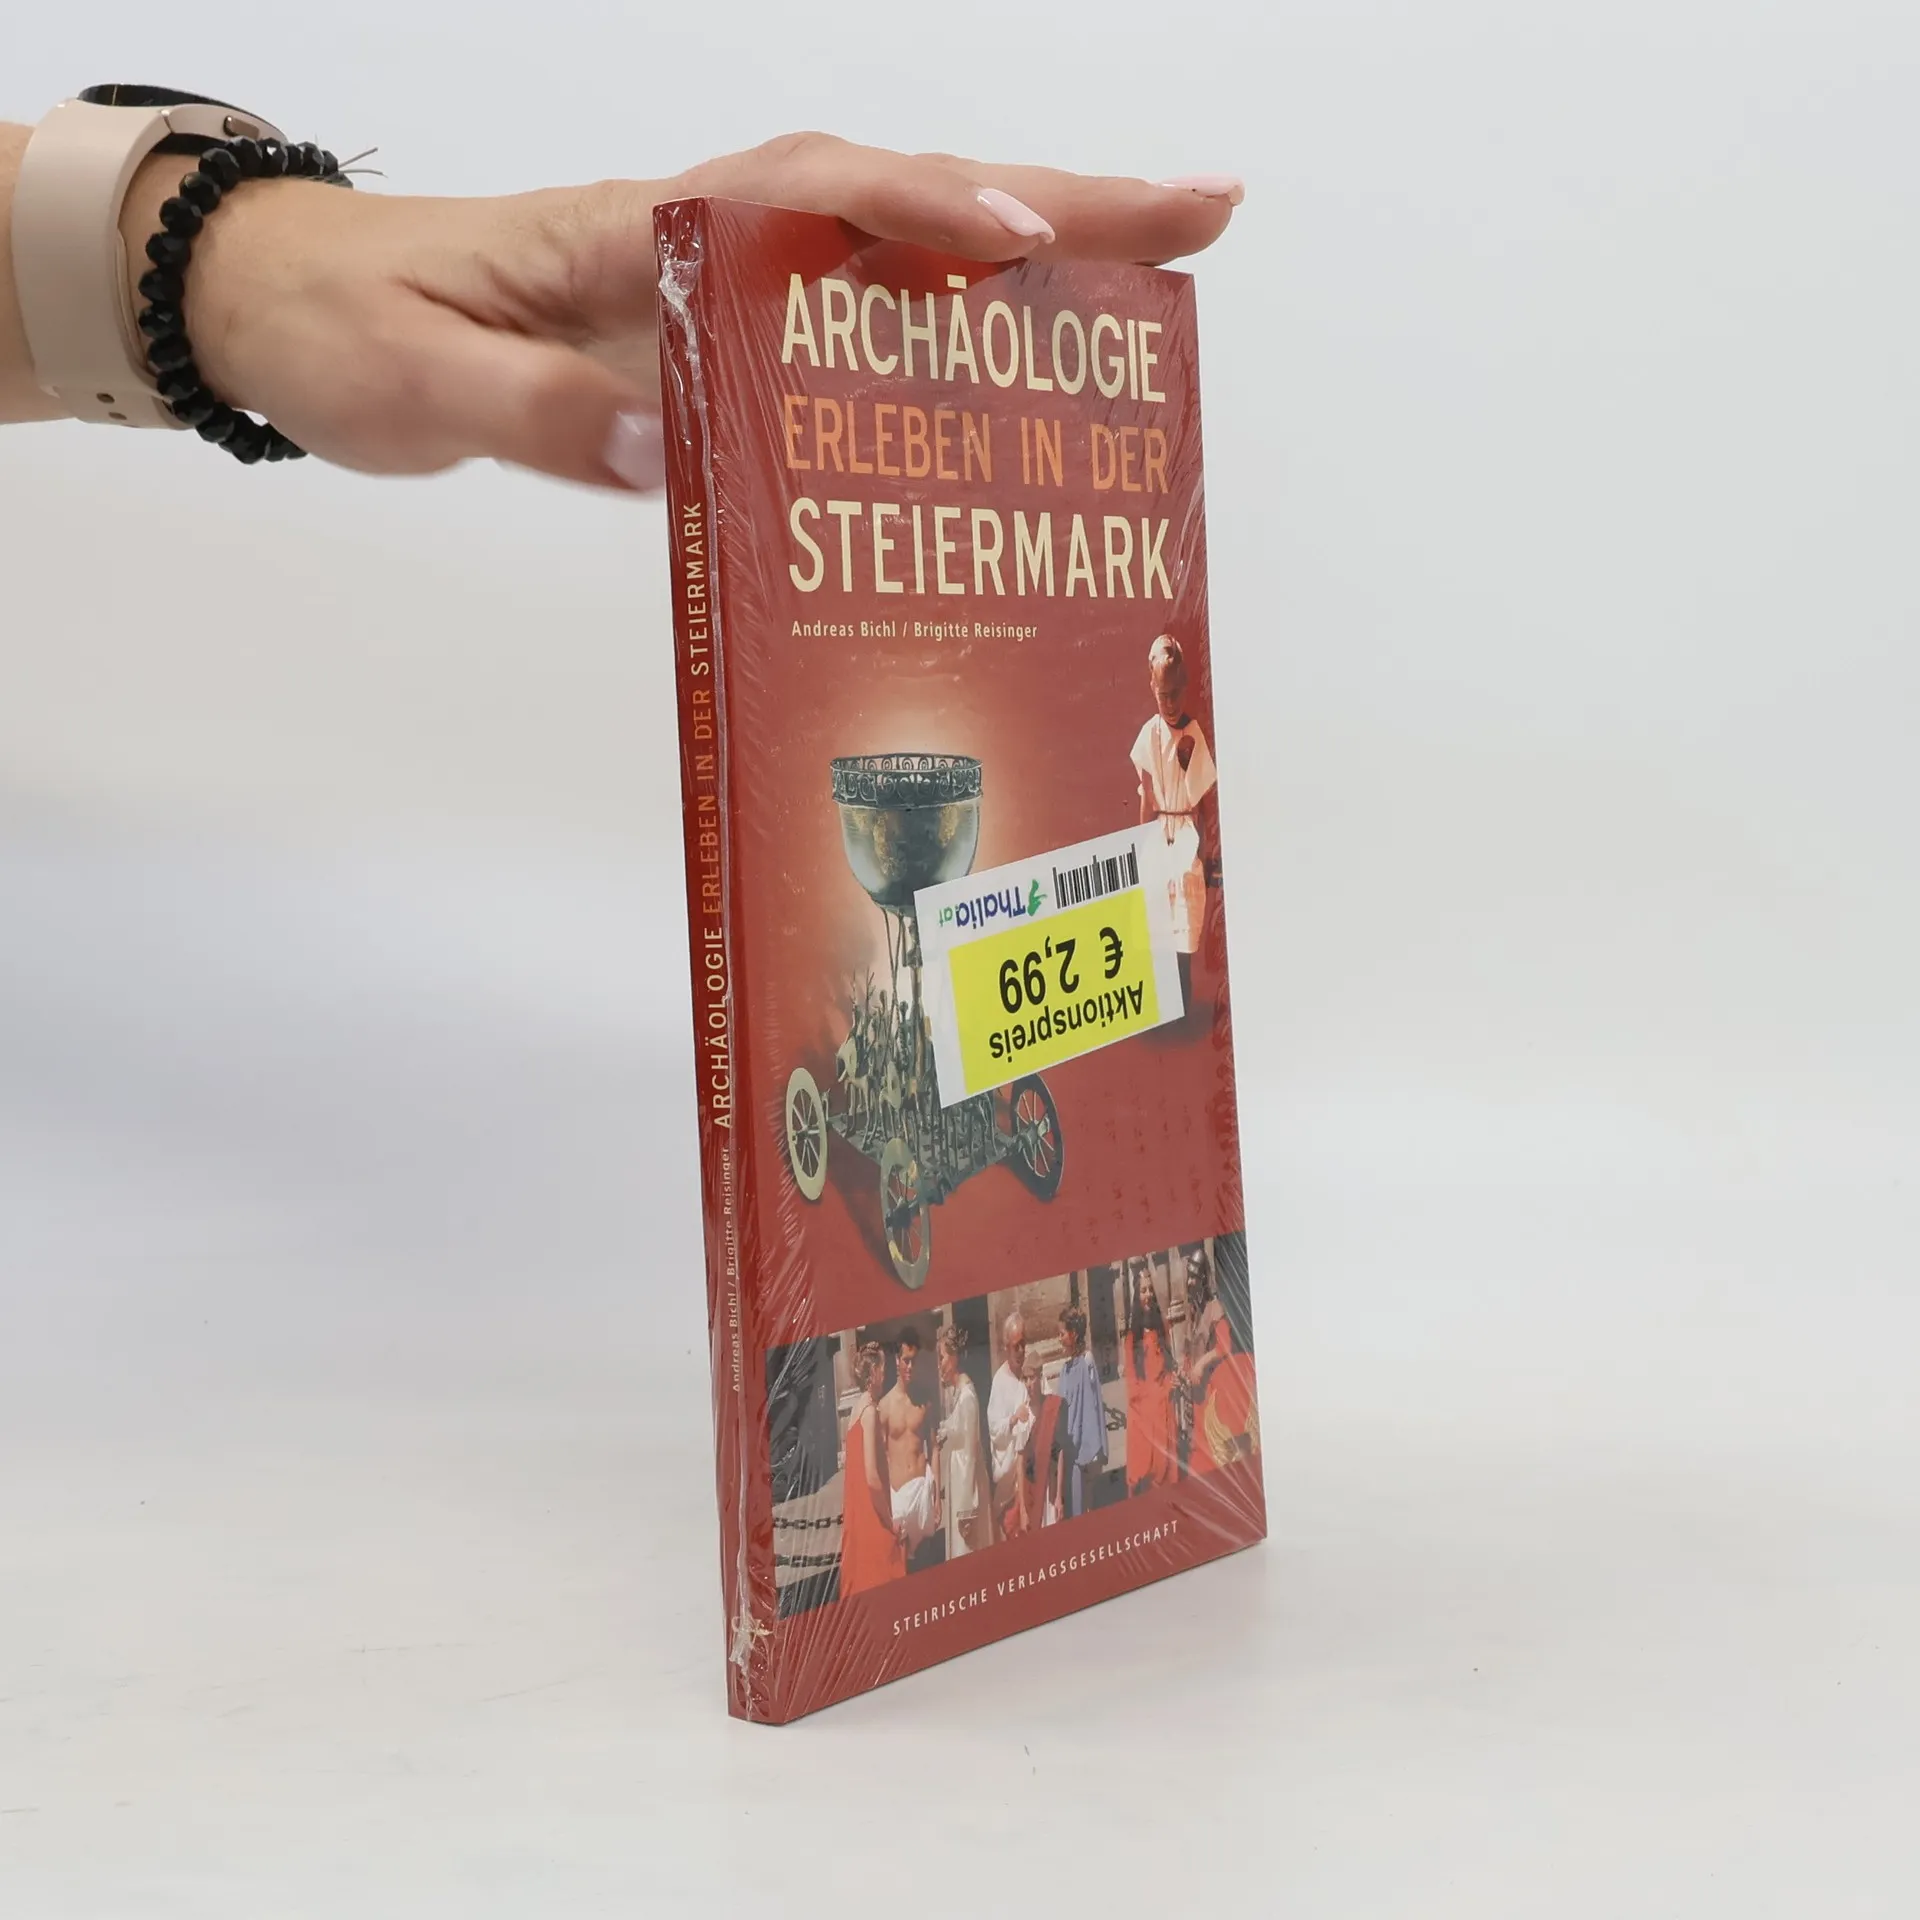 ARCHÄOLOGIE
ERLEBEN IN DER
STEIERMARK
Andreas Bichl / Brigitte Reisinger
Aktionspreis
€ 2,99
Thalia.at
STEIRISCHE VERLAGSGESELLSCHAFT
Andreas Bichl / Brigitte Reisinger ARCHÄOLOGIE ERLEBEN IN DER STEIERMARK